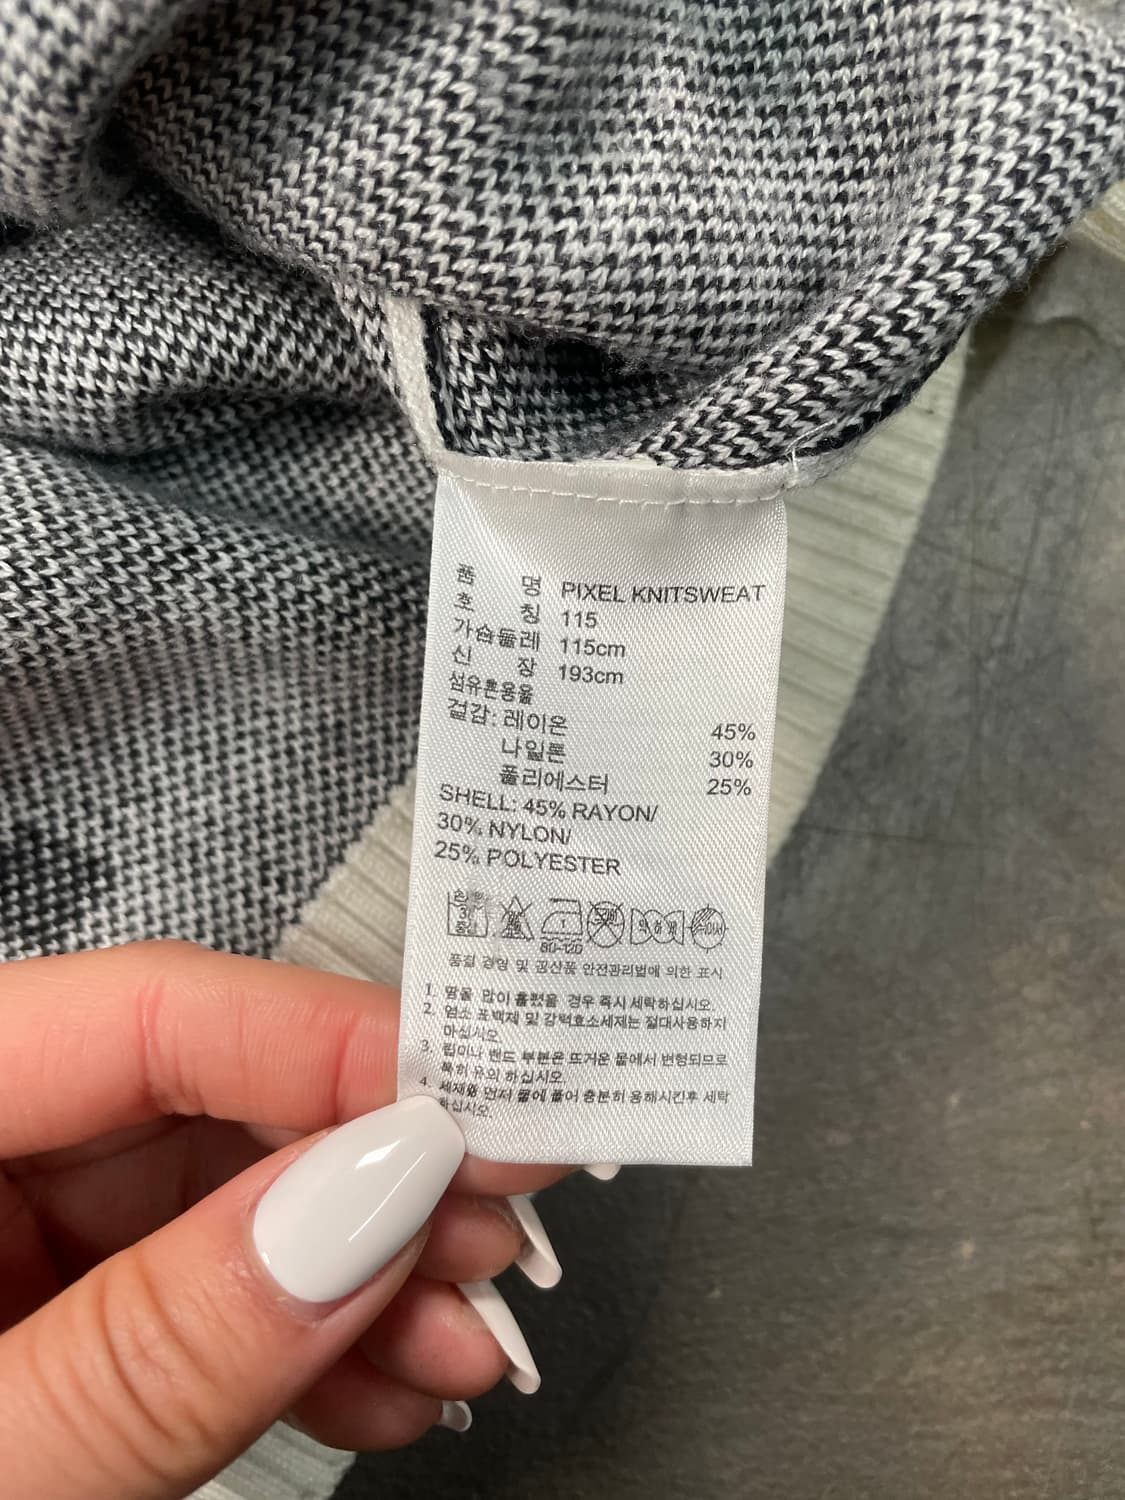 품 명 PIXEL KNITSWEAT
호 칭 115
가슴둘레 115cm
신 장 193cm
섬유혼용율
겉감: 레이온 45%
나일론 30%
폴리에스터 25%
SHELL: 45% RAYON/
30% NYLON/
25% POLYESTER
30
중성
80~120
품질 경영 및 공산품 안전관리법에 의한 표시
1. 땀을 많이 흘렸을 경우 즉시 세탁하십시오.
2. 염소 표백제 및 강력효소세제는 절대사용하지
마십시오.
3. 립이나 밴드 부분은 뜨거운 물에서 변형되므로
특히 유의 하십시오.
4. 세제를 먼저 물에 풀어 충분히 용해시킨후 세탁
하십시오.